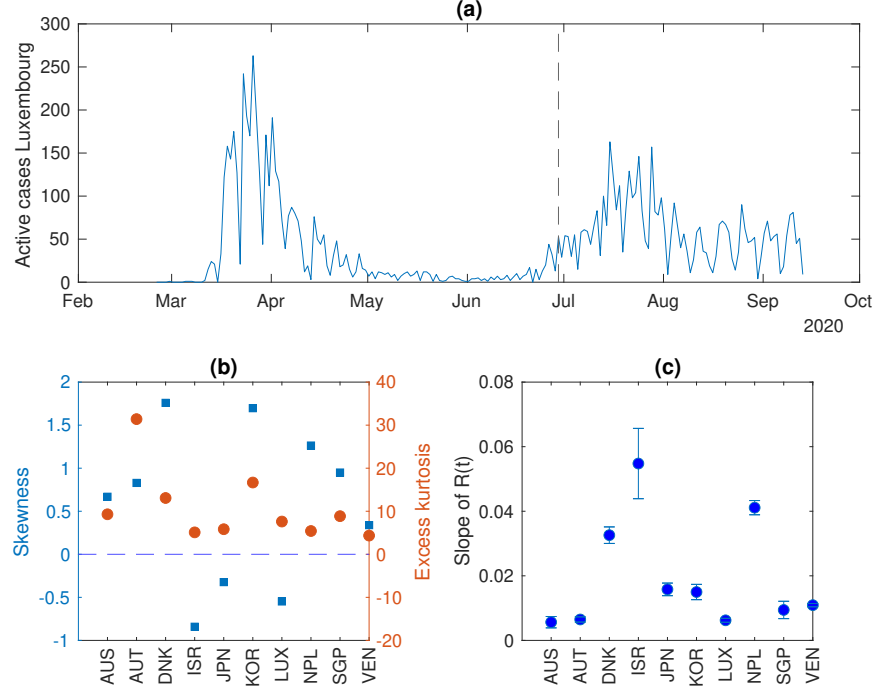 (a)
Active cases Luxembourg
300
250
200
150
100
50
0
Feb Mar Apr May Jun Jul Aug Sep Oct
2020
(b)
Skewness
2
1.5
1
0.5
0
-0.5
-1
Excess kurtosis
40
30
20
10
0
-10
-20
AUS AUT DNK ISR JPN KOR LUX NPL SGP VEN
(c)
Slope of R(t)
0.08
0.06
0.04
0.02
0
AUS AUT DNK ISR JPN KOR LUX NPL SGP VEN